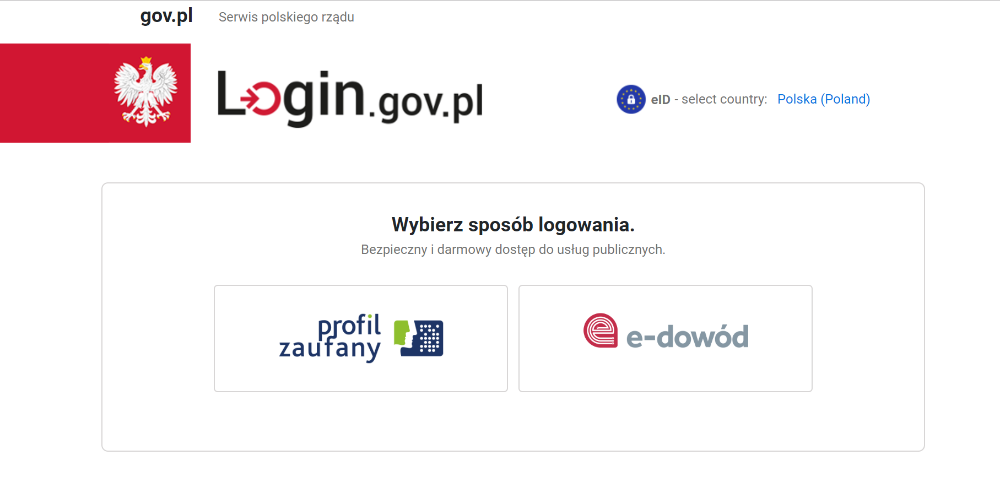 gov.pl Serwis polskiego rządu
Login.gov.pl
eID - select country: Polska (Poland)
Wybierz sposób logowania.
Bezpieczny i darmowy dostęp do usług publicznych.
profil
zaufany
e-dowód